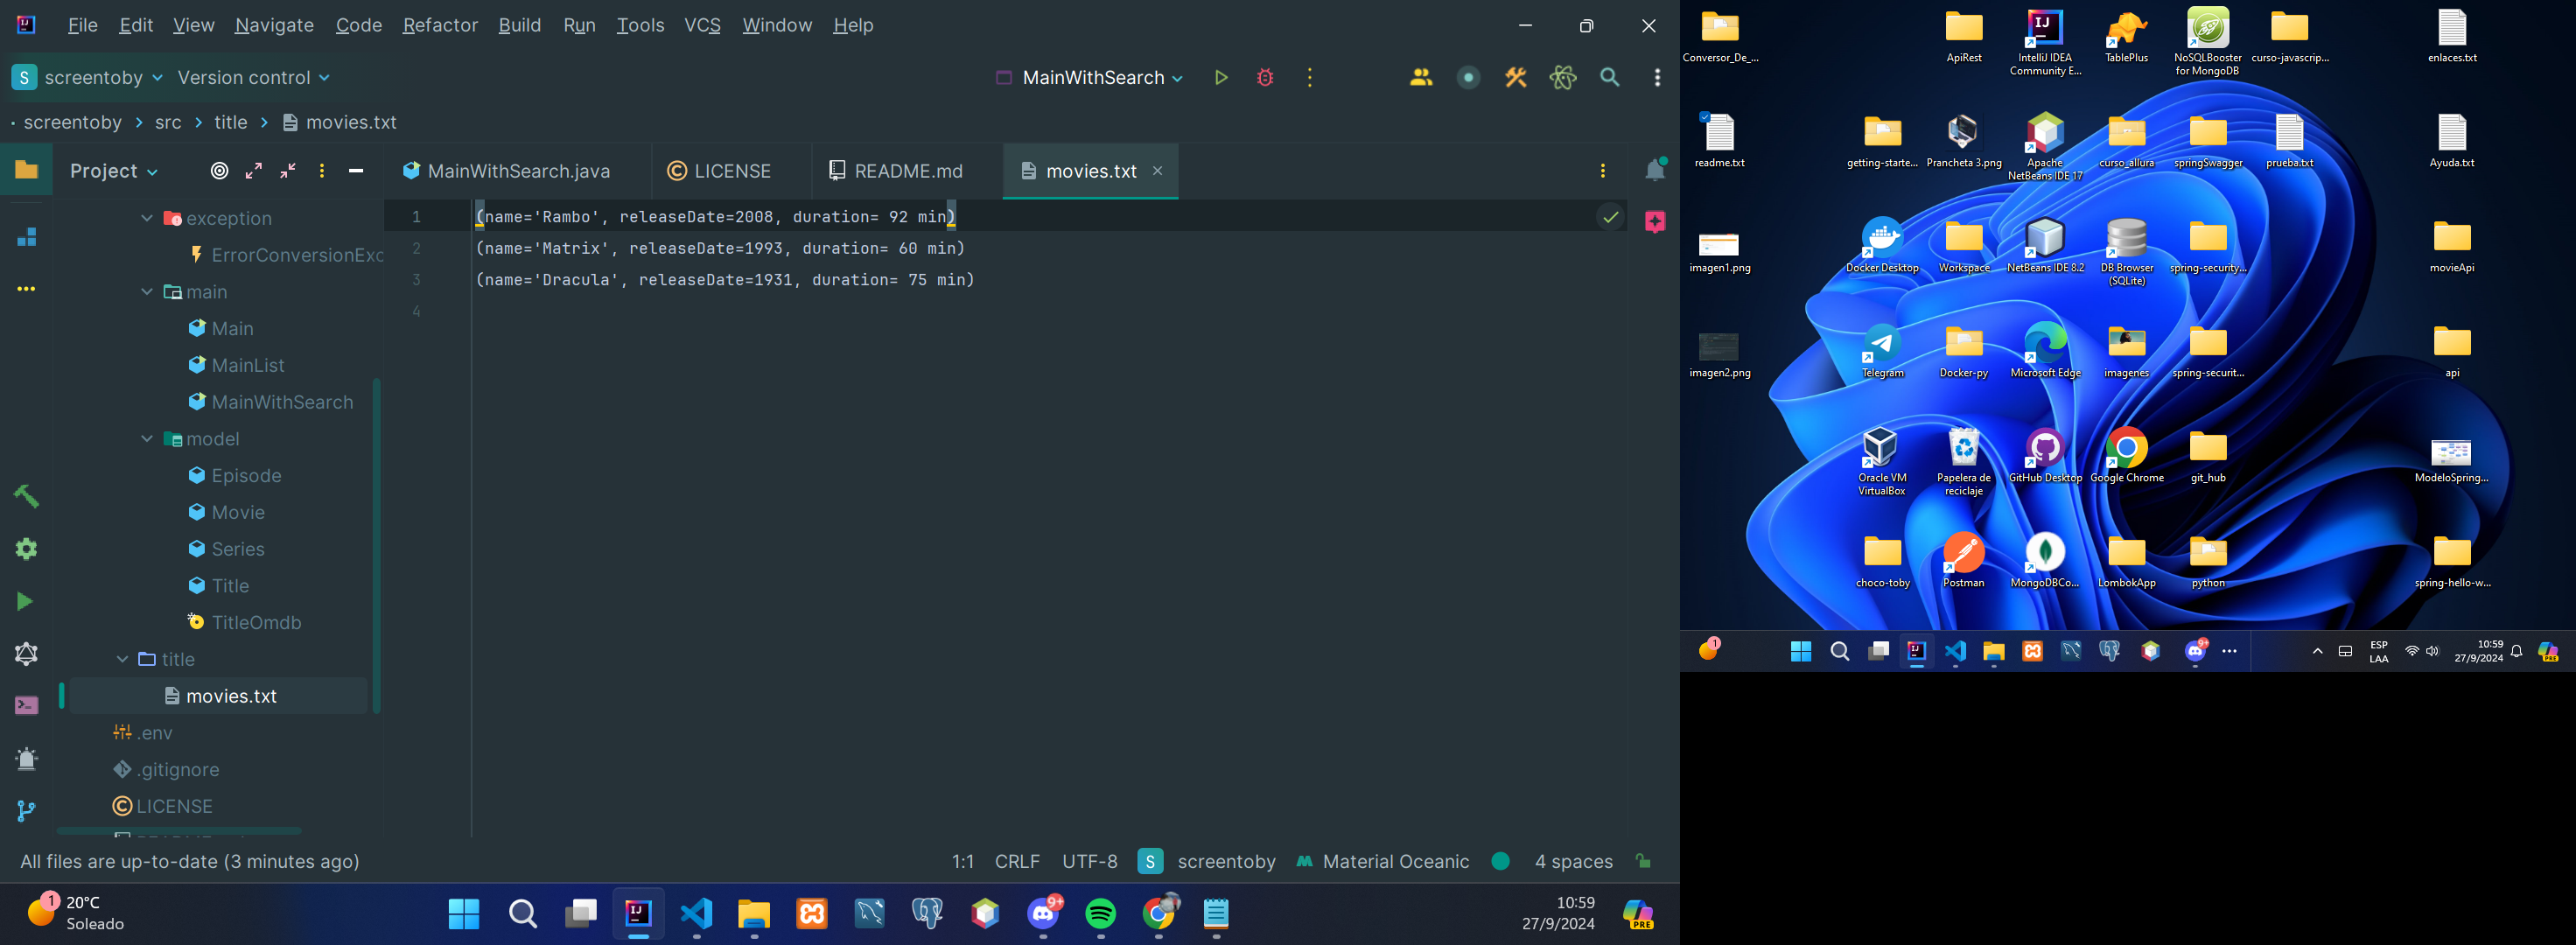 File Edit View Navigate Code Refactor Build Run Tools VCS Window Help
S screentoby Version control MainWithSearch
screentoby > src > title > movies.txt
Project
MainWithSearch.java LICENSE README.md movies.txt
exception
ErrorConversionExc
main
Main
MainList
MainWithSearch
model
Episode
Movie
Series
Title
TitleOmdb
title
movies.txt
.env
.gitignore
LICENSE
1 (name='Rambo', releaseDate=2008, duration= 92 min)
2 (name='Matrix', releaseDate=1993, duration= 60 min)
3 (name='Dracula', releaseDate=1931, duration= 75 min)
4
All files are up-to-date (3 minutes ago)
1:1 CRLF UTF-8 S screentoby Material Oceanic 4 spaces
1 20°C
Soleado
IJ
9+
10:59
27/9/2024
PRE
Conversor_De_...
ApiRest
IntelliJ IDEA
Community E...
TablePlus
NoSQLBooster
for MongoDB
curso-javascrip...
enlaces.txt
readme.txt
getting-starte...
Prancheta 3.png
Apache
NetBeans IDE 17
curso_allura
springSwagger
prueba.txt
Ayuda.txt
imagen1.png
Docker Desktop
Workspace
NetBeans IDE 8.2
DB Browser
(SQLite)
spring-security...
movieApi
imagen2.png
Telegram
Docker-py
Microsoft Edge
imagenes
spring-securit...
api
Oracle VM
VirtualBox
Papelera de
reciclaje
GitHub Desktop
Google Chrome
git_hub
ModeloSpring...
choco-toby
Postman
MongoDBCo...
LombokApp
python
spring-hello-w...
1
IJ
9+
ESP
LAA
10:59
27/9/2024
PRE